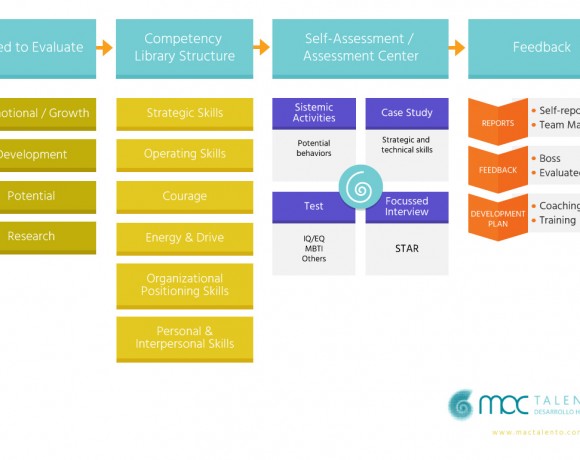 ed to Evaluate
Competency
Library Structure
Self-Assessment /
Assessment Center
Feedback
otional / Growth
Development
Potential
Research
Strategic Skills
Operating Skills
Courage
Energy & Drive
Organizational
Positioning Skills
Personal &
Interpersonal Skills
Sistemic
Activities
Potential
behaviors
Case Study
Strategic and
technical skills
Test
IQ/EQ
MBTI
Others
Focussed
Interview
STAR
REPORTS
• Self-repo
• Team Ma
FEEDBACK
• Boss
• Evaluated
DEVELOPMENT
PLAN
• Coaching
• Training
mac TALEN
DESARROLLO H
www.mactalento.com